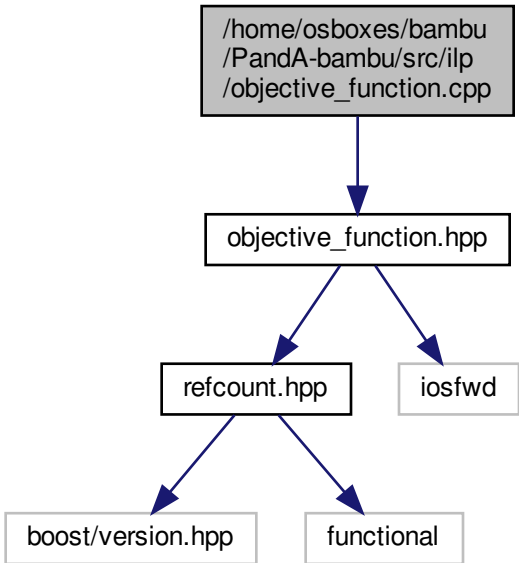 /home/osboxes/bambu
/PandA-bambu/src/ilp
/objective_function.cpp
objective_function.hpp
refcount.hpp
iosfwd
boost/version.hpp
functional